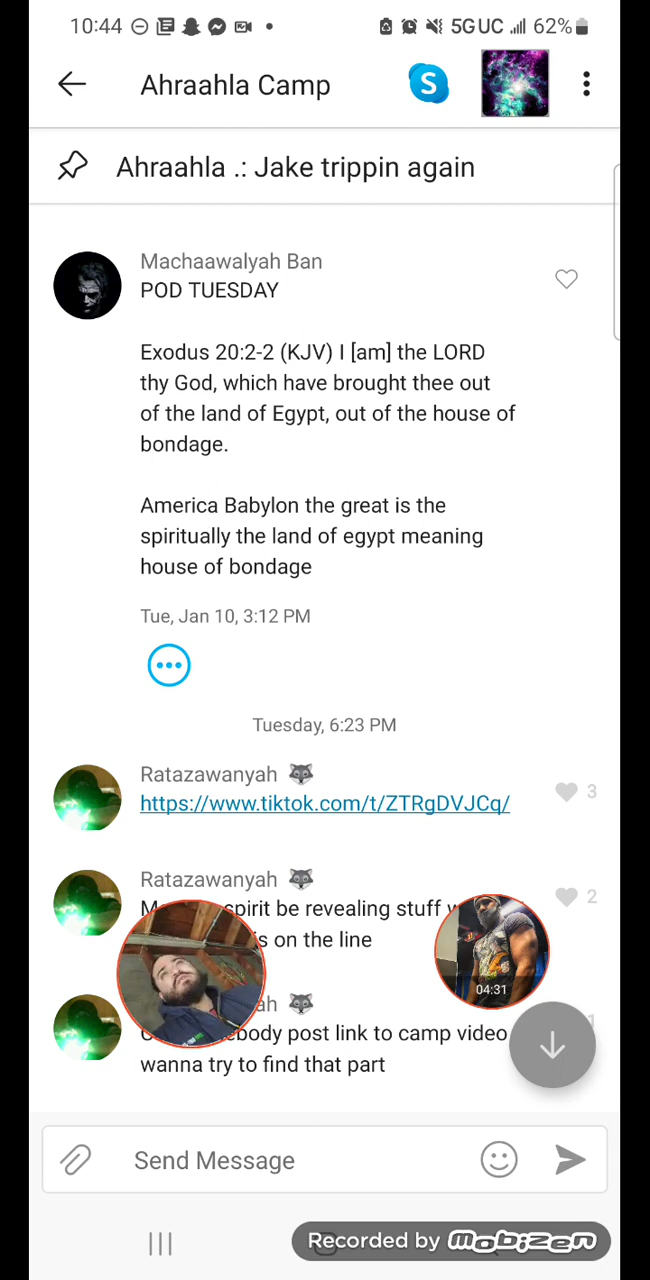 10:44 5GUC 62%
Ahraahla Camp
Ahraahla .: Jake trippin again
Machaawalyah Ban
POD TUESDAY
Exodus 20:2-2 (KJV) I [am] the LORD
thy God, which have brought thee out
of the land of Egypt, out of the house of
bondage.
America Babylon the great is the
spiritually the land of egypt meaning
house of bondage
Tue, Jan 10, 3:12 PM
Tuesday, 6:23 PM
Ratazawanyah
https://www.tiktok.com/t/ZTRgDVJCq/
3
Ratazawanyah
2
spirit be revealing stuff
is on the line
04:31
ah
1
ebody post link to camp video
wanna try to find that part
Send Message
Recorded by mobizen